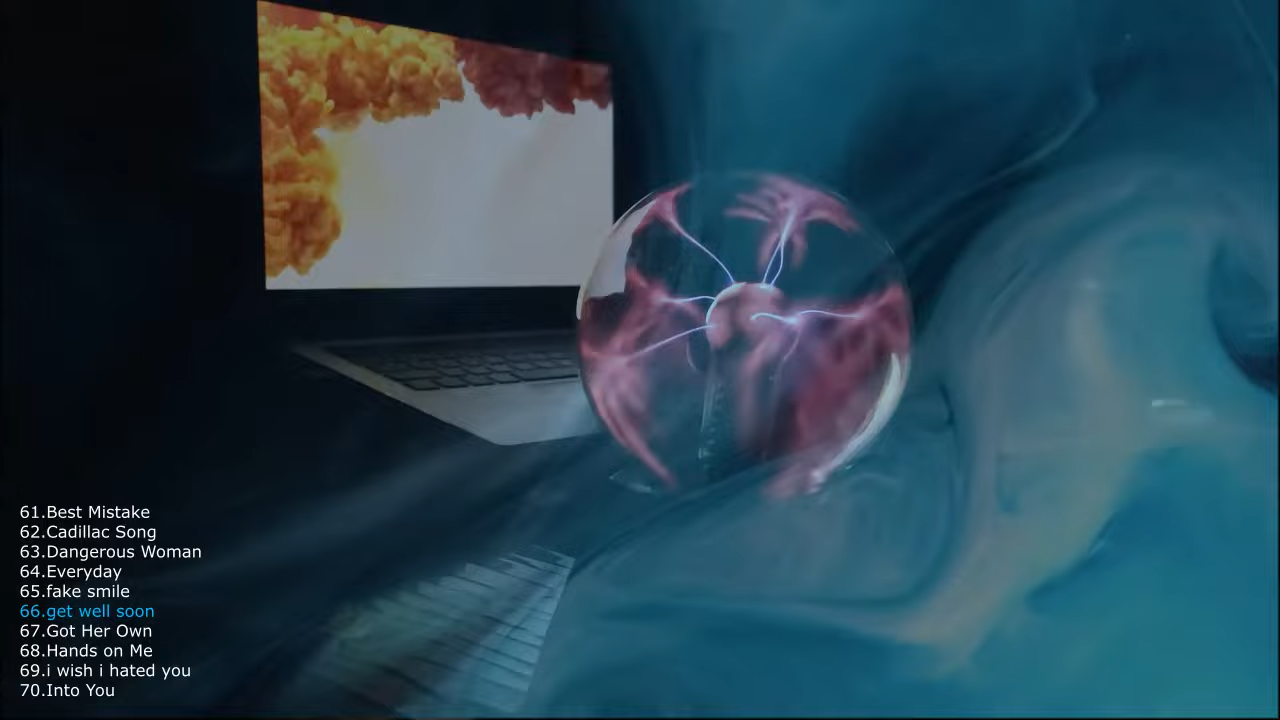 61.Best Mistake
62.Cadillac Song
63.Dangerous Woman
64.Everyday
65.fake smile
66.get well soon
67.Got Her Own
68.Hands on Me
69.i wish i hated you
70.Into You